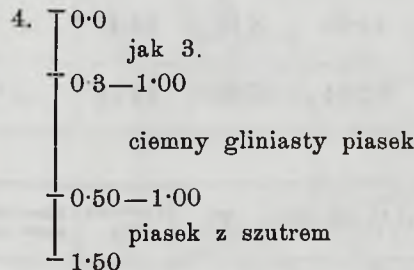 4. 0·0
jak 3.
0·3—1·00
ciemny gliniasty piasek
0·50—1·00
piasek z szutrem
1·50